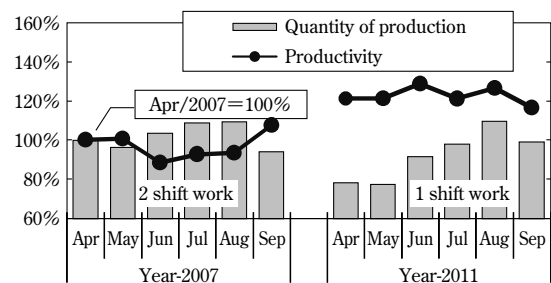 160%
140%
120%
100%
80%
60%
Quantity of production
Productivity
Apr/2007=100%
2 shift work
1 shift work
Apr May Jun Jul Aug Sep Apr May Jun Jul Aug Sep
Year-2007 Year-2011